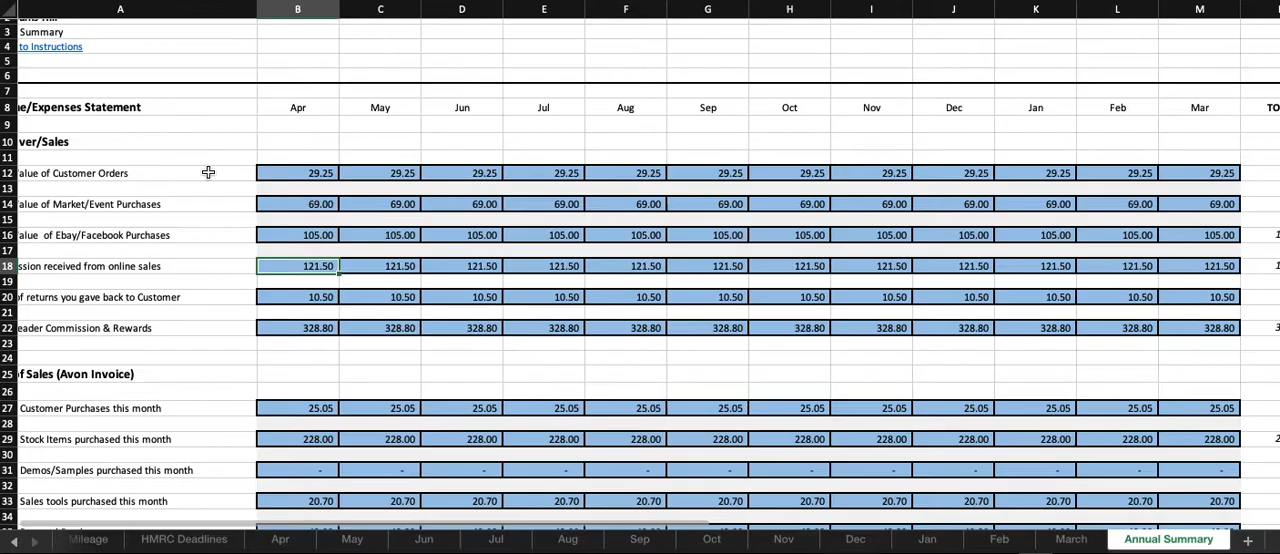 A B C D E F G H I J K L M
3 Summary
4 to Instructions
5
6
7
8 e/Expenses Statement Apr May Jun Jul Aug Sep Oct Nov Dec Jan Feb Mar TO
9
10 ver/Sales
11
12 alue of Customer Orders 29.25 29.25 29.25 29.25 29.25 29.25 29.25 29.25 29.25 29.25 29.25 29.25
13
14 alue of Market/Event Purchases 69.00 69.00 69.00 69.00 69.00 69.00 69.00 69.00 69.00 69.00 69.00 69.00
15
16 alue of Ebay/Facebook Purchases 105.00 105.00 105.00 105.00 105.00 105.00 105.00 105.00 105.00 105.00 105.00 105.00 1
17
18 ssion received from online sales 121.50 121.50 121.50 121.50 121.50 121.50 121.50 121.50 121.50 121.50 121.50 121.50 1
19
20 of returns you gave back to Customer 10.50 10.50 10.50 10.50 10.50 10.50 10.50 10.50 10.50 10.50 10.50 10.50
21
22 eader Commission & Rewards 328.80 328.80 328.80 328.80 328.80 328.80 328.80 328.80 328.80 328.80 328.80 328.80 3
23
24
25 f Sales (Avon Invoice)
26
27 Customer Purchases this month 25.05 25.05 25.05 25.05 25.05 25.05 25.05 25.05 25.05 25.05 25.05 25.05
28
29 Stock Items purchased this month 228.00 228.00 228.00 228.00 228.00 228.00 228.00 228.00 228.00 228.00 228.00 228.00 2
30
31 Demos/Samples purchased this month - - - - - - - - - - - -
32
33 Sales tools purchased this month 20.70 20.70 20.70 20.70 20.70 20.70 20.70 20.70 20.70 20.70 20.70 20.70
34
Mileage HMRC Deadlines Apr May Jun Jul Aug Sep Oct Nov Dec Jan Feb March Annual Summary +